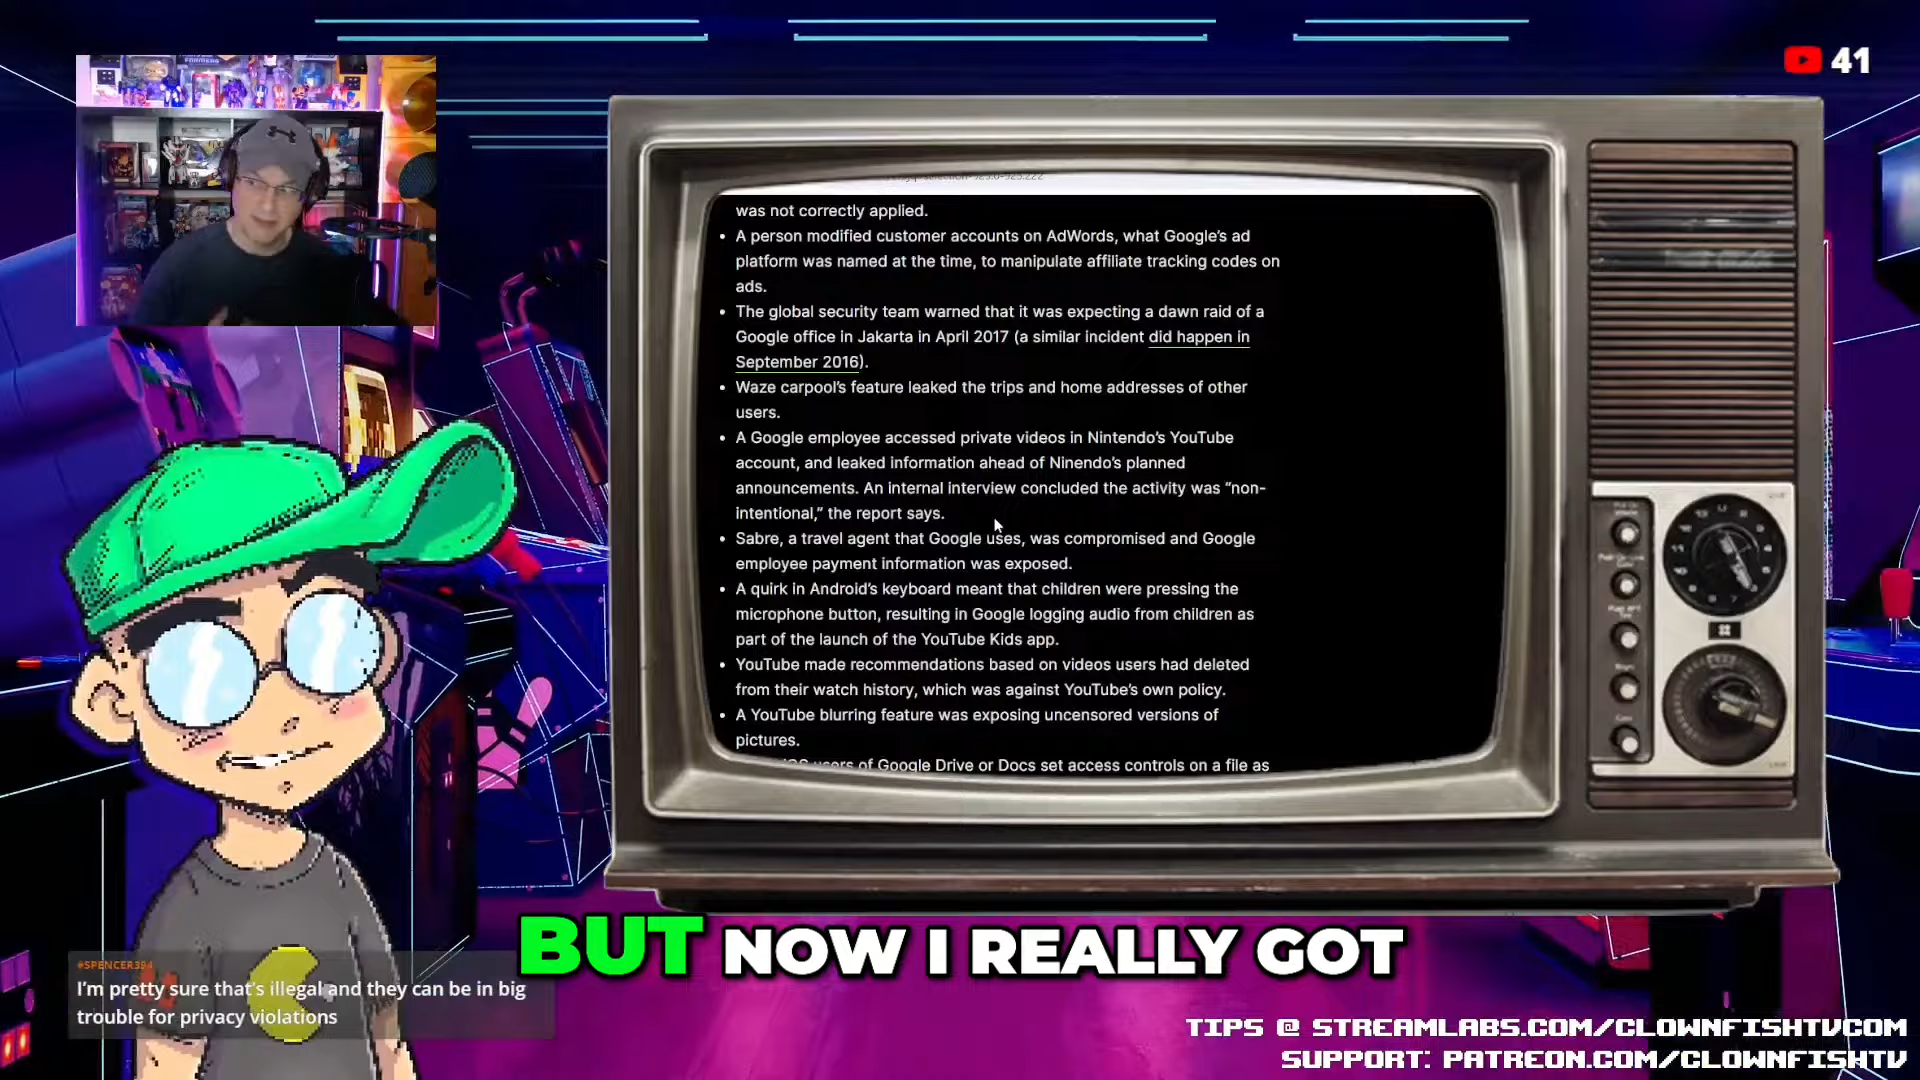 41
was not correctly applied.
• A person modified customer accounts on AdWords, what Google's ad
platform was named at the time, to manipulate affiliate tracking codes on
ads.
• The global security team warned that it was expecting a dawn raid of a
Google office in Jakarta in April 2017 (a similar incident did happen in
September 2016).
• Waze carpool's feature leaked the trips and home addresses of other
users.
• A Google employee accessed private videos in Nintendo's YouTube
account, and leaked information ahead of Ninendo's planned
announcements. An internal interview concluded the activity was “non-
intentional,” the report says.
• Sabre, a travel agent that Google uses, was compromised and Google
employee payment information was exposed.
• A quirk in Android's keyboard meant that children were pressing the
microphone button, resulting in Google logging audio from children as
part of the launch of the YouTube Kids app.
• YouTube made recommendations based on videos users had deleted
from their watch history, which was against YouTube's own policy.
• A YouTube blurring feature was exposing uncensored versions of
pictures.
users of Google Drive or Docs set access controls on a file as
BUT NOW I REALLY GOT
#SPENCER394
I'm pretty sure that's illegal and they can be in big
trouble for privacy violations
TIPS @ STREAMLABS.COM/CLOWNFISHTVCOM
SUPPORT: PATREON.COM/CLOWNFISHTV